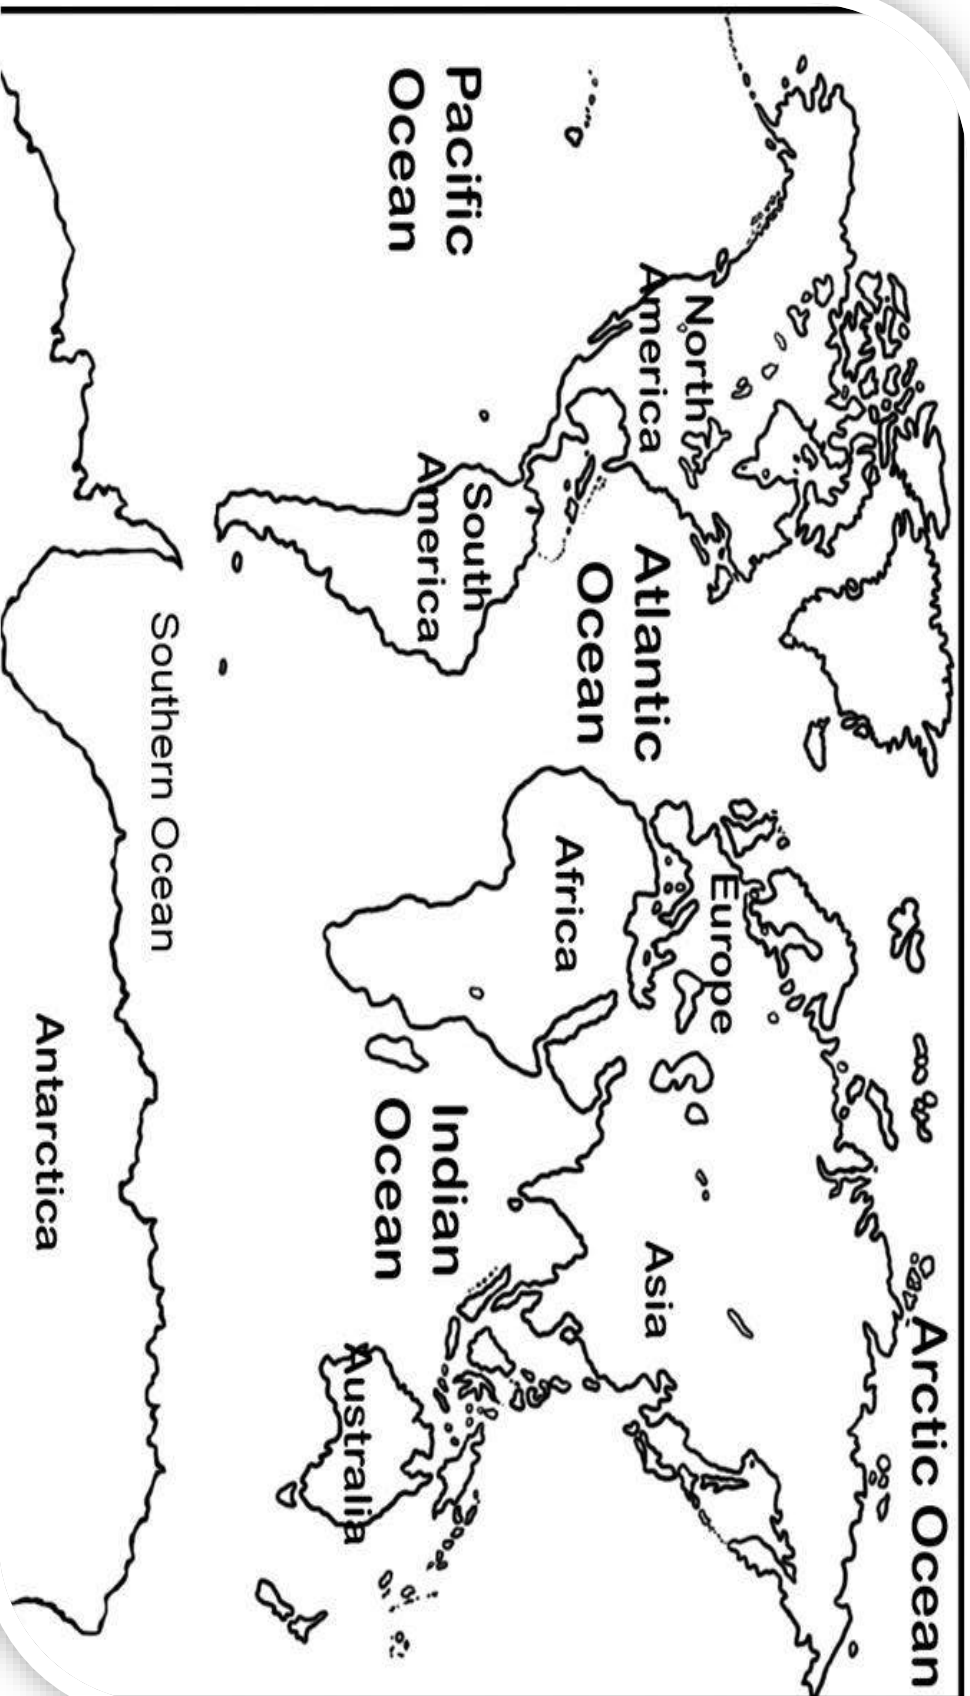 Arctic Ocean
North
America
Europe
Asia
Atlantic
Ocean
Pacific
Ocean
Africa
South
America
Indian
Ocean
Australia
Southern Ocean
Antarctica